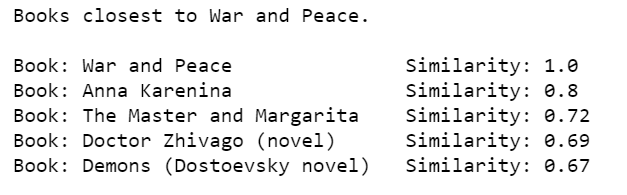 Books closest to War and Peace.
Book: War and Peace Similarity: 1.0
Book: Anna Karenina Similarity: 0.8
Book: The Master and Margarita Similarity: 0.72
Book: Doctor Zhivago (novel) Similarity: 0.69
Book: Demons (Dostoevsky novel) Similarity: 0.67